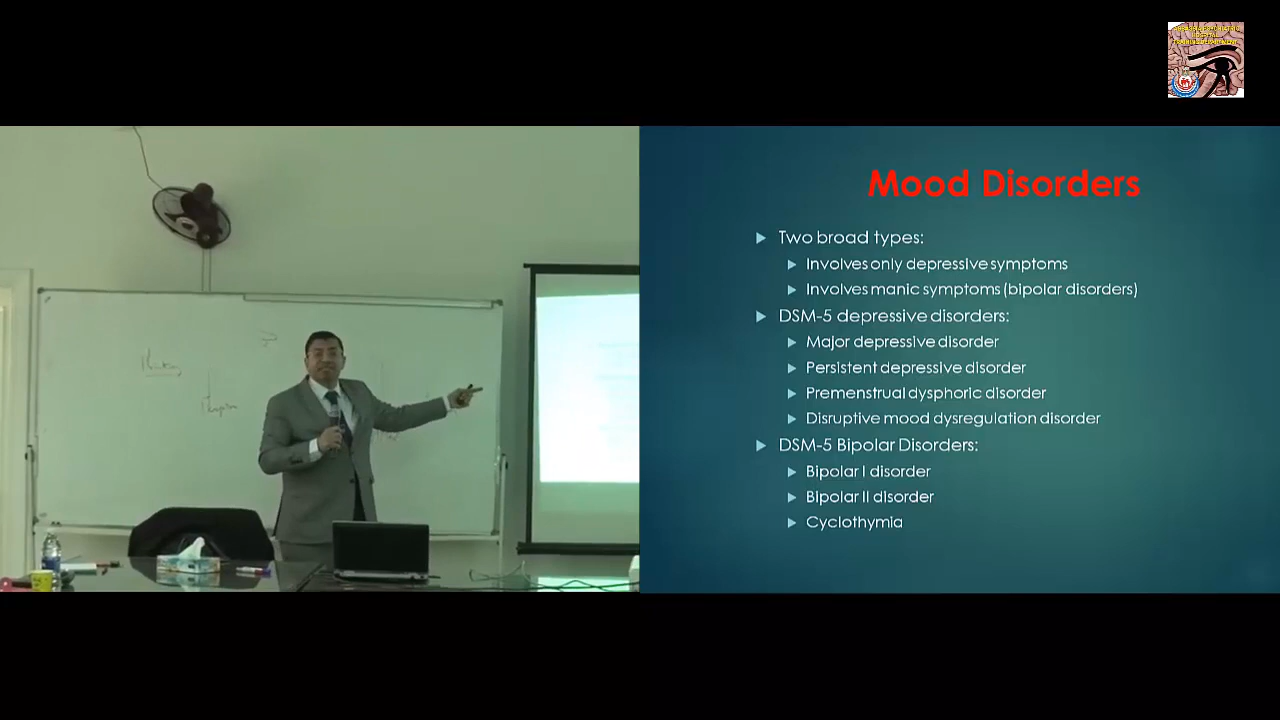 HOSPITAL
Mood Disorders
Two broad types:
Involves only depressive symptoms
Involves manic symptoms (bipolar disorders)
DSM-5 depressive disorders:
Major depressive disorder
Persistent depressive disorder
Premenstrual dysphoric disorder
Disruptive mood dysregulation disorder
DSM-5 Bipolar Disorders:
Bipolar I disorder
Bipolar II disorder
Cyclothymia